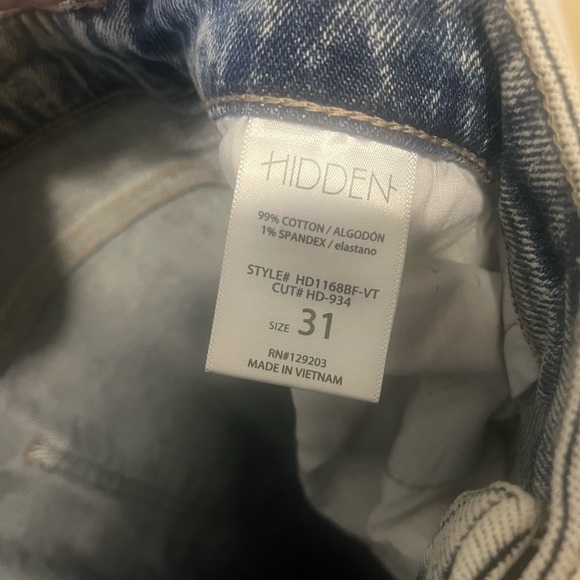 HIDDEN
99% COTTON / ALGODÓN
1% SPANDEX / elastano
STYLE# HD1168BF-VT
CUT# HD-934
SIZE 31
RN#129203
MADE IN VIETNAM